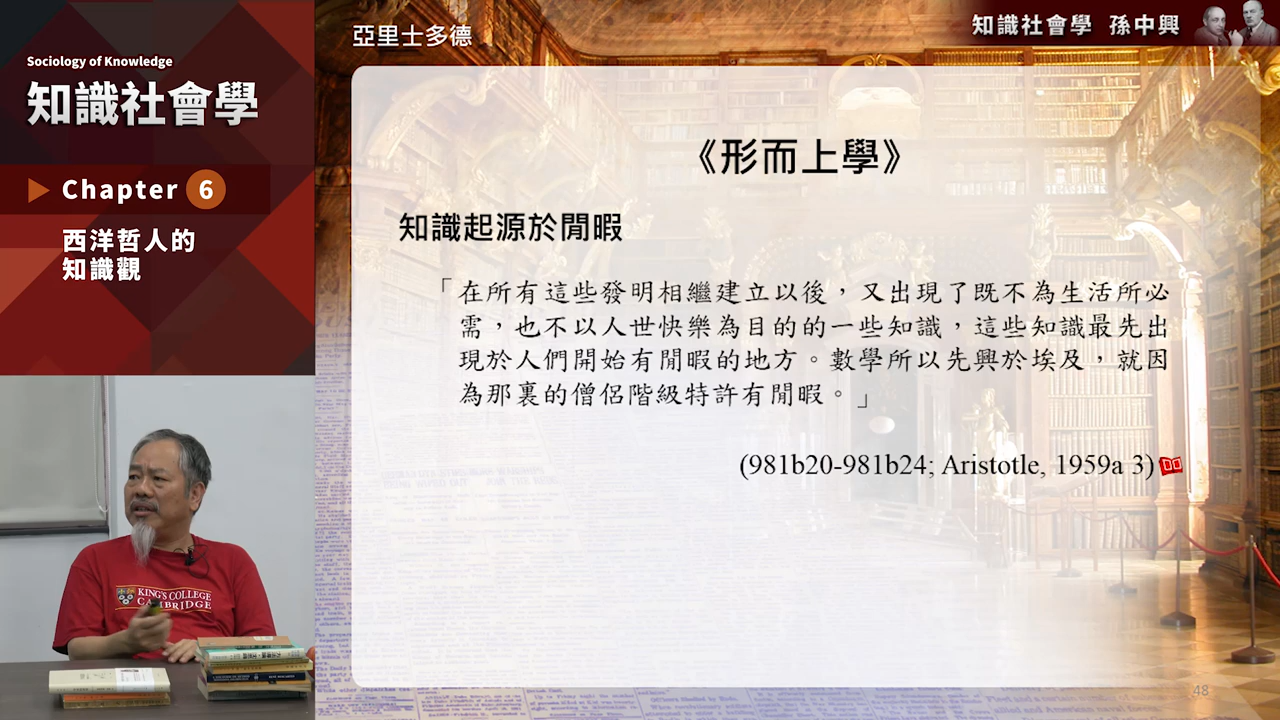 Sociology of Knowledge
知識社會學
Chapter 6
西洋哲人的
知識觀
亞里士多德
知識社會學 孫中興
《形而上學》
知識起源於閒暇
「在所有這些發明相繼建立以後，又出現了既不為生活所必
需，也不以人世快樂為目的的一些知識，這些知識最先出
現於人們開始有閒暇的地方。數學所以先興於埃及，就因
為那裏的僧侶階級特許有閒暇。」
(981b20-981b24; Aristotle, 1959a 3)
KING'S COLLEGE
CAMBRIDGE
48